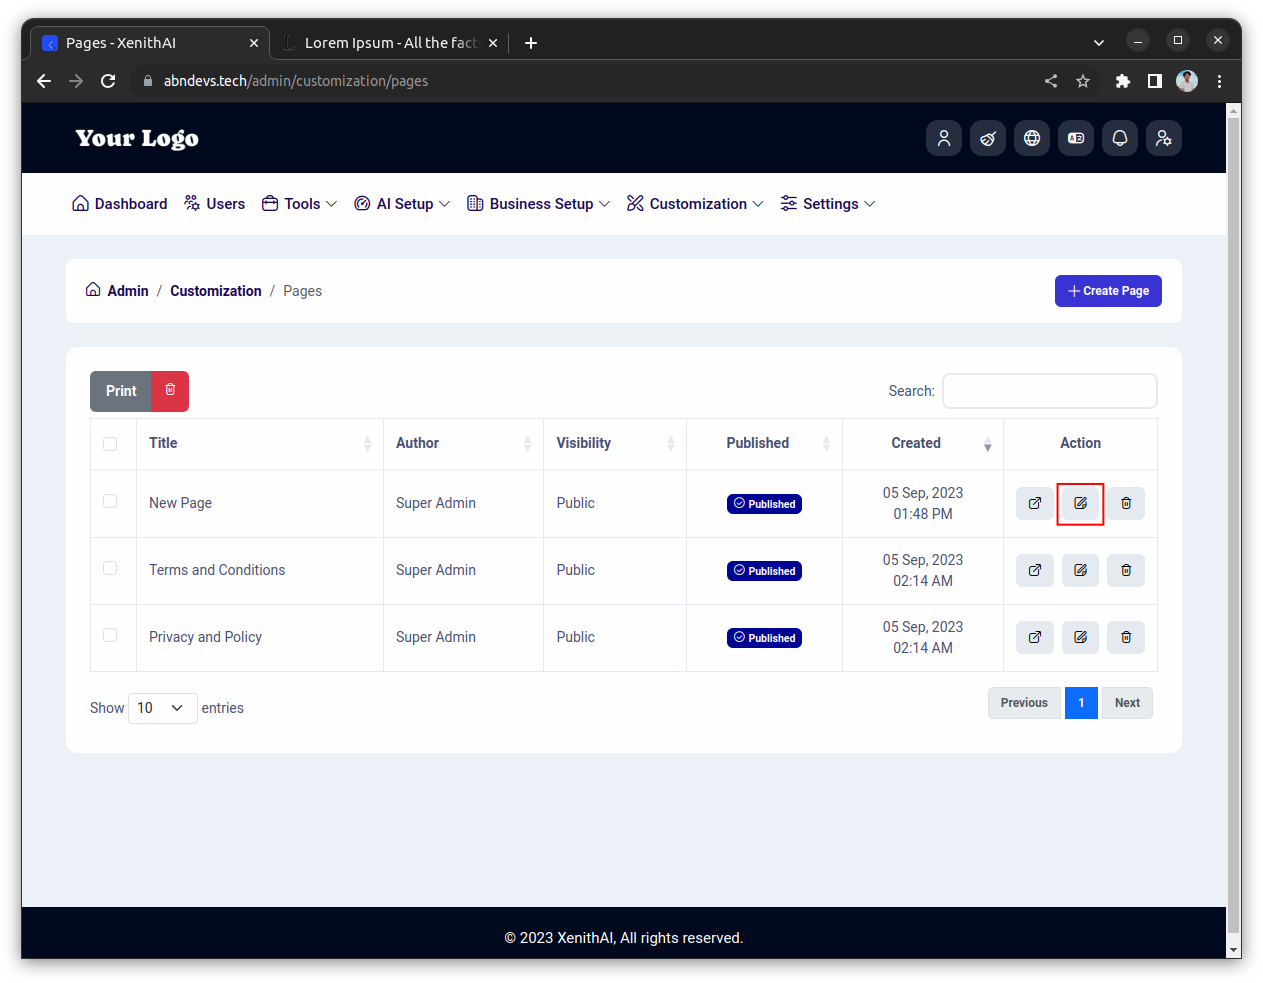 Pages - XenithAI
Lorem Ipsum - All the fact
abndevs.tech/admin/customization/pages
Your Logo
Dashboard Users Tools AI Setup Business Setup Customization Settings
Admin / Customization / Pages
Create Page
Print
Search:
Title Author Visibility Published Created Action
New Page Super Admin Public Published 05 Sep, 2023
01:48 PM
Terms and Conditions Super Admin Public Published 05 Sep, 2023
02:14 AM
Privacy and Policy Super Admin Public Published 05 Sep, 2023
02:14 AM
Show 10 entries
Previous 1 Next
© 2023 XenithAI, All rights reserved.